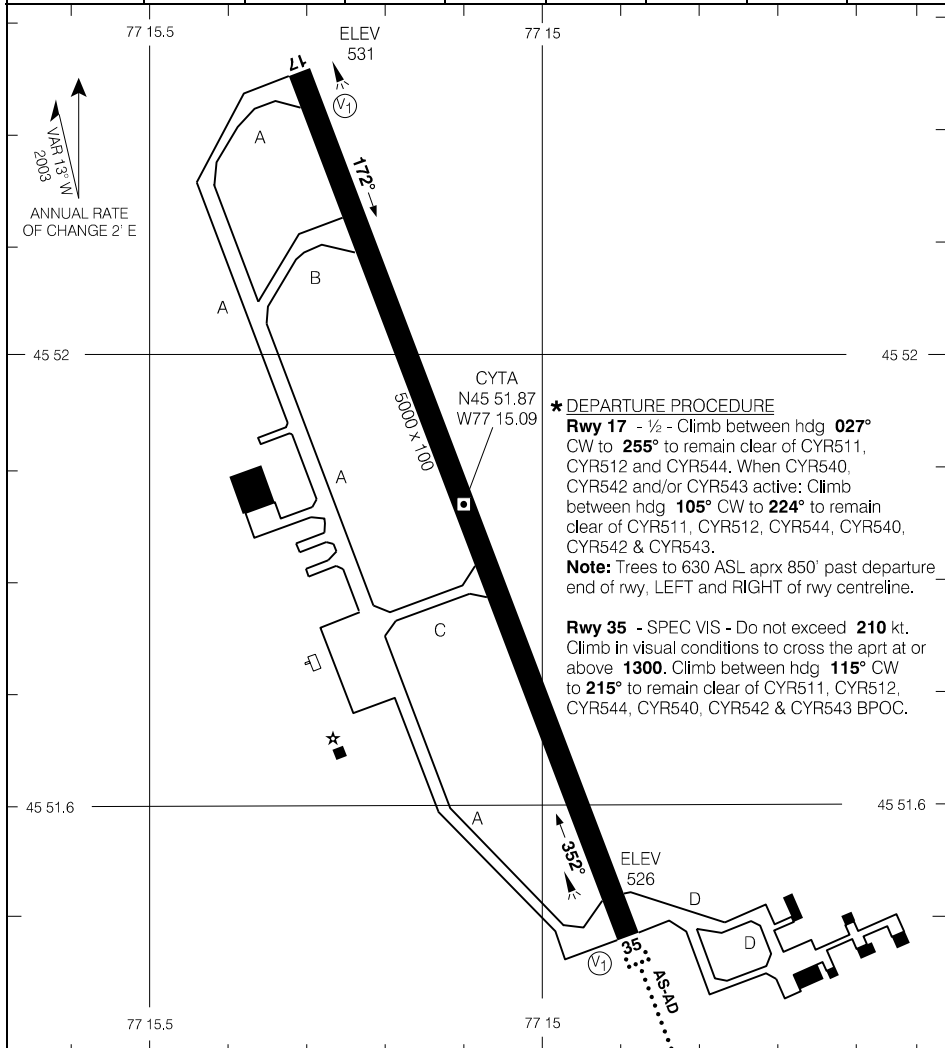 77 15.5
77 15
ELEV
531
17
V1
VAR 13° W
2003
ANNUAL RATE
OF CHANGE 2' E
172°
A
B
A
45 52
45 52
CYTA
N45 51.87
W77 15.09
5000 x 100
A
* DEPARTURE PROCEDURE
Rwy 17 - ½ - Climb between hdg 027°
CW to 255° to remain clear of CYR511,
CYR512 and CYR544. When CYR540,
CYR542 and/or CYR543 active: Climb
between hdg 105° CW to 224° to remain
clear of CYR511, CYR512, CYR544, CYR540,
CYR542 & CYR543.
Note: Trees to 630 ASL aprx 850' past departure
end of rwy, LEFT and RIGHT of rwy centreline.
Rwy 35 - SPEC VIS - Do not exceed 210 kt.
Climb in visual conditions to cross the aprt at or
above 1300. Climb between hdg 115° CW
to 215° to remain clear of CYR511, CYR512,
CYR544, CYR540, CYR542 & CYR543 BPOC.
C
45 51.6
45 51.6
A
352°
ELEV
526
D
D
35
V1
AS-AD
77 15.5
77 15